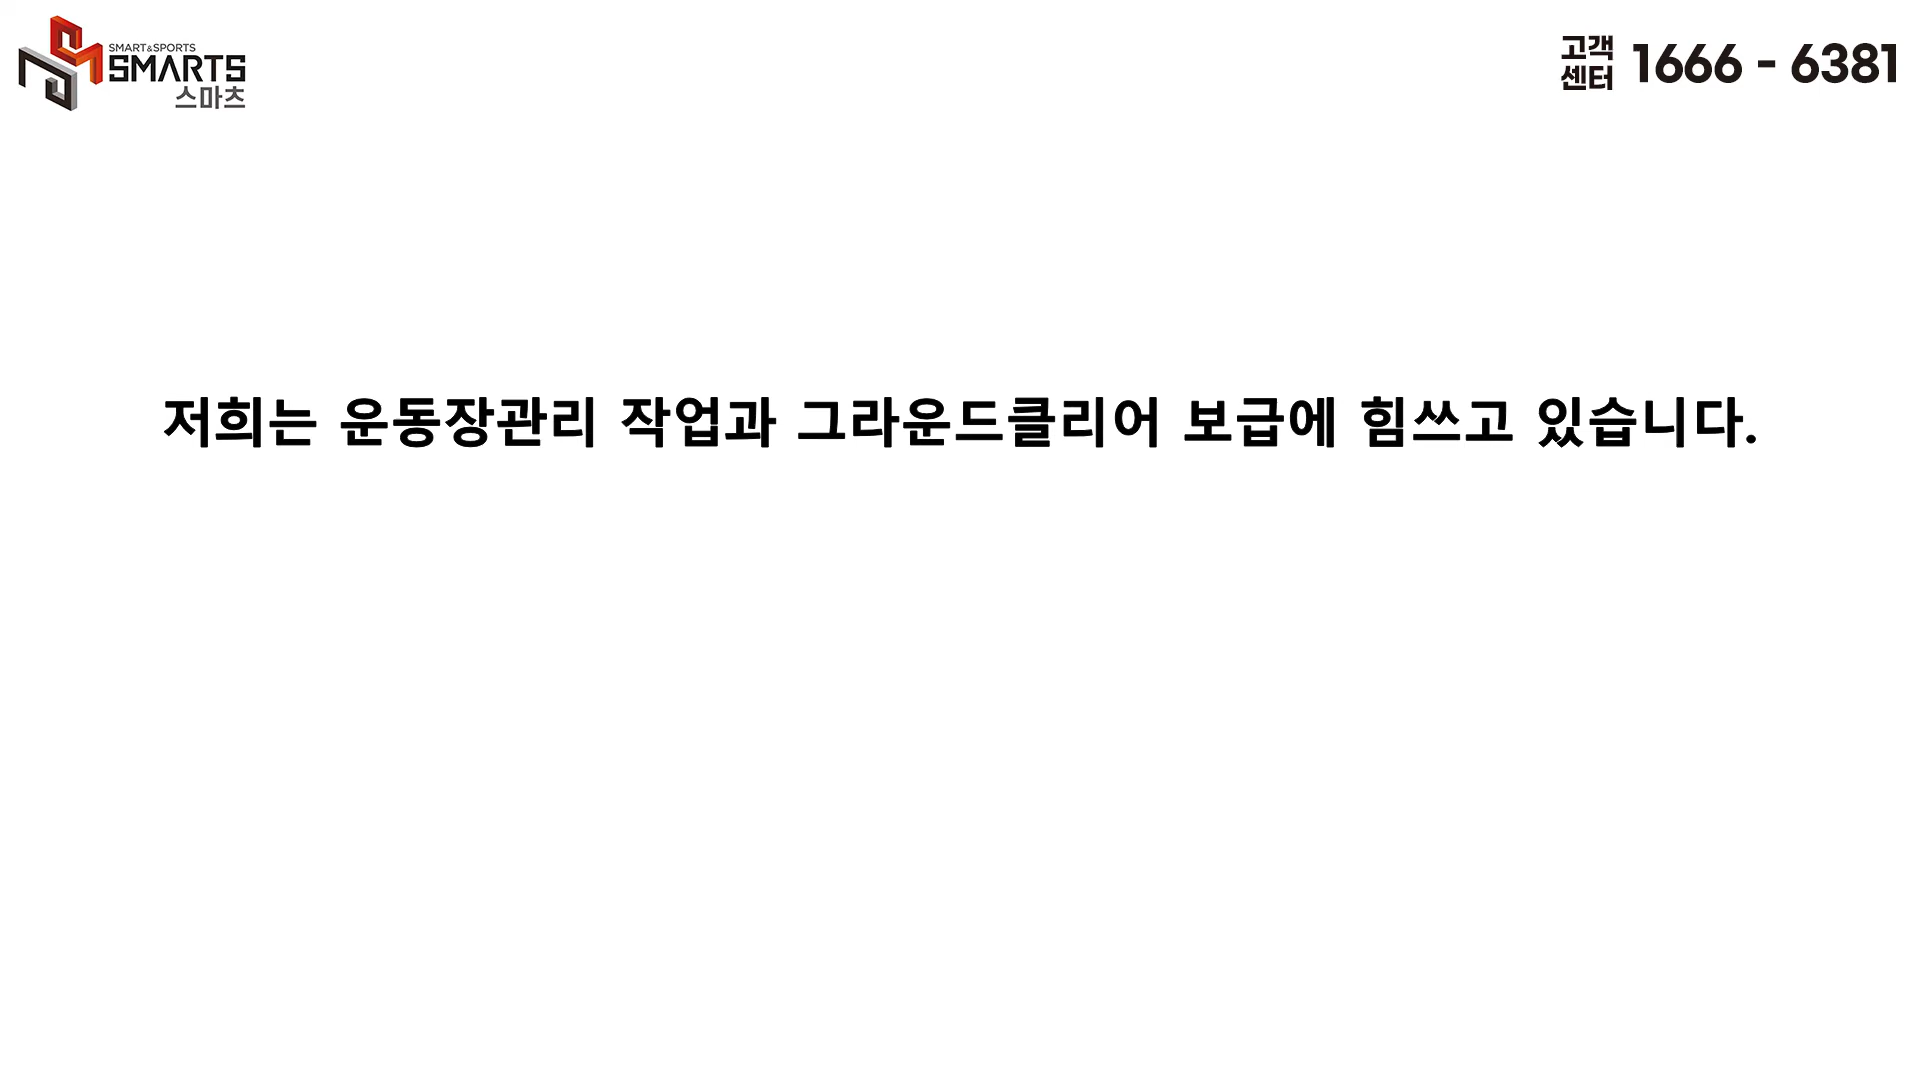 SMART&SPORTS
SMARTS
스마츠
고객
센터
1666 - 6381
저희는 운동장관리 작업과 그라운드클리어 보급에 힘쓰고 있습니다.